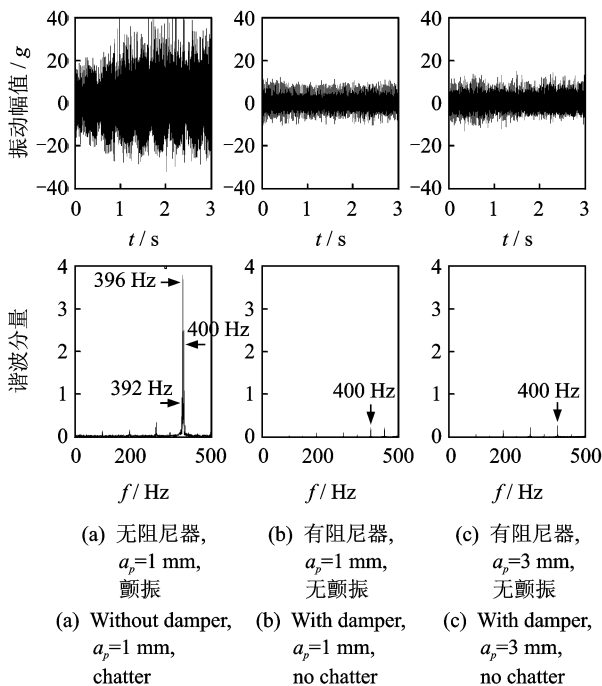 振动幅值 / g
40
20
0
−20
−40
0 1 2 3
t / s
40
20
0
−20
−40
0 1 2 3
t / s
40
20
0
−20
−40
0 1 2 3
t / s
谐波分量
4
3
2
1
0
396 Hz
400 Hz
392 Hz
0 200 500
f / Hz
4
3
2
1
0
400 Hz
0 200 500
f / Hz
4
3
2
1
0
400 Hz
0 200 500
f / Hz
(a) 无阻尼器,
ap=1 mm,
颤振
(b) 有阻尼器,
ap=1 mm,
无颤振
(c) 有阻尼器,
ap=3 mm,
无颤振
(a) Without damper,
ap=1 mm,
chatter
(b) With damper,
ap=1 mm,
no chatter
(c) With damper,
ap=3 mm,
no chatter